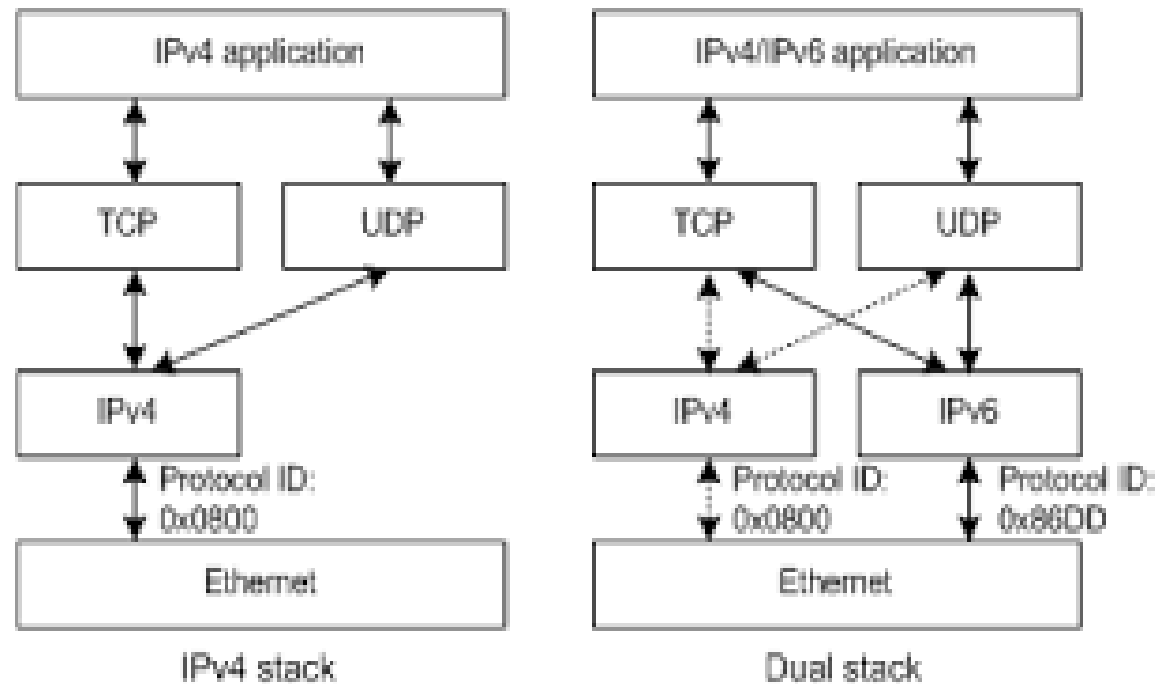 IPv4 application
TCP
UDP
IPv4
Protocol ID:
0x0800
Ethernet
IPv4 stack
IPv4/IPv6 application
TCP
UDP
IPv4
IPv6
Protocol ID:
0x0800
Protocol ID:
0x86DD
Ethernet
Dual stack